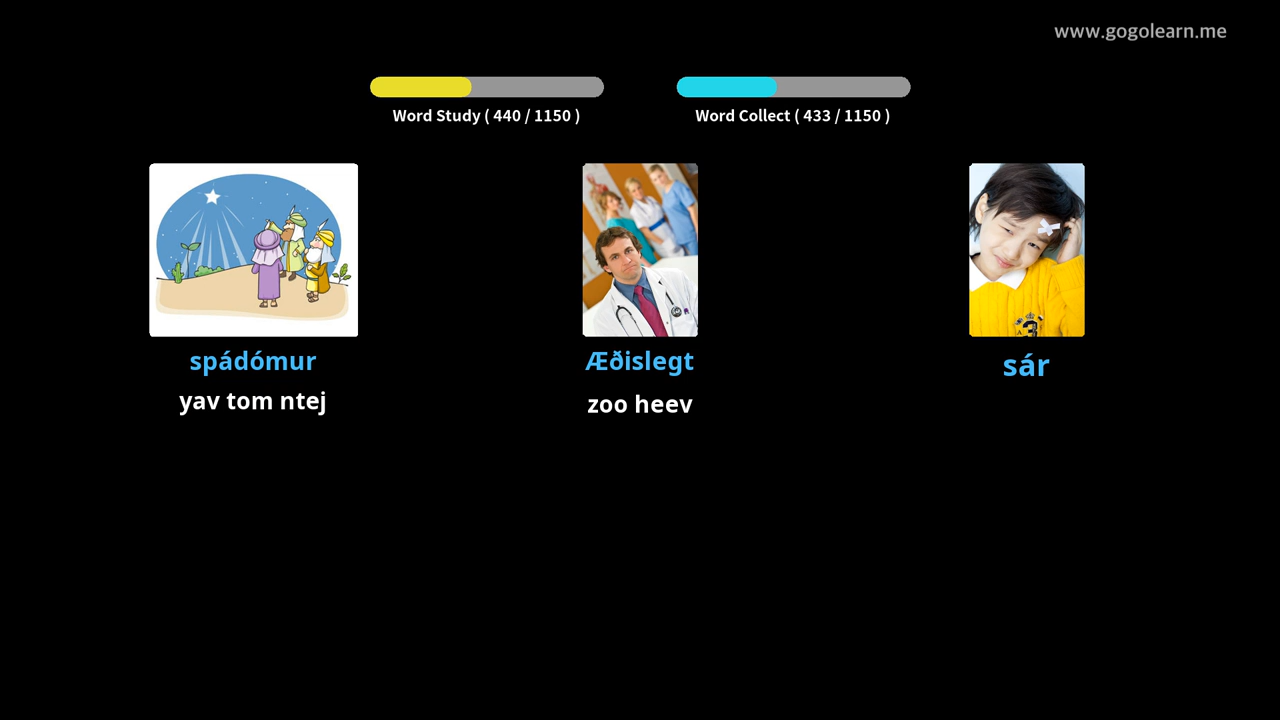 www.gogolearn.me
Word Study ( 440 / 1150 )
Word Collect ( 433 / 1150 )
spádómur
yav tom ntej
Æðislegt
zoo heev
sár